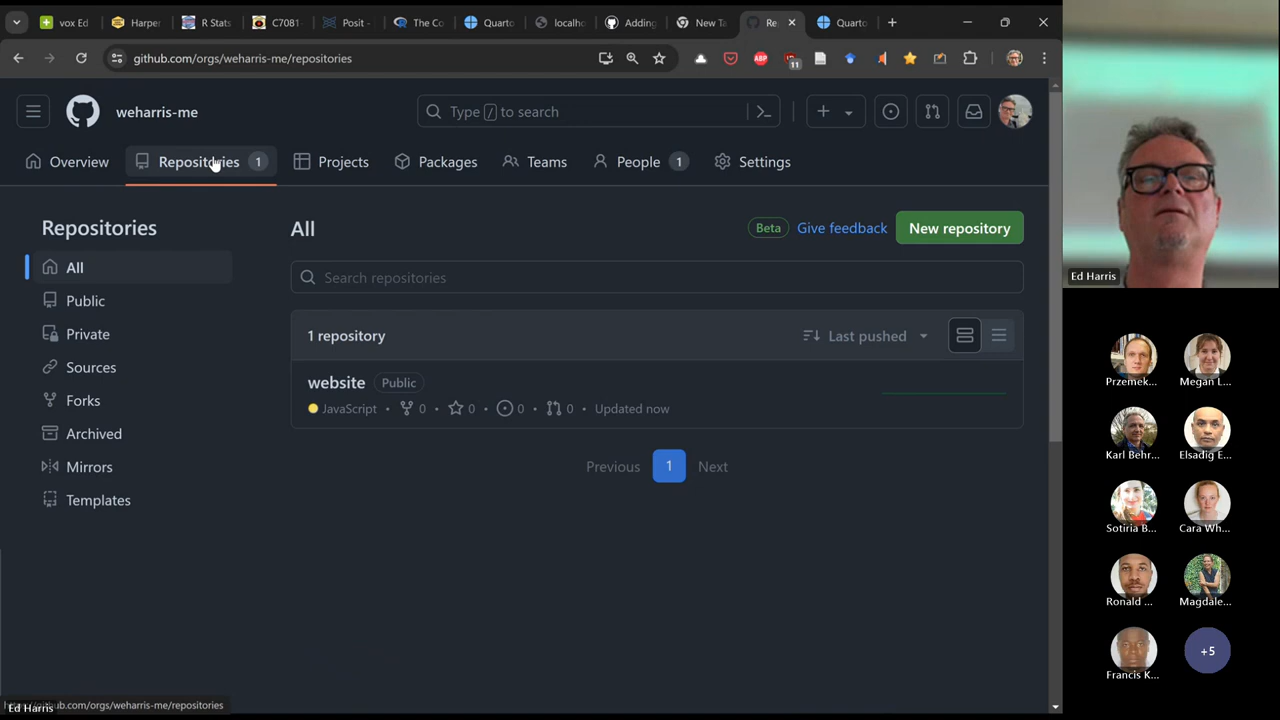 vox Ed
Harper
R Stats
C7081
Posit -
The Co
Quarto
localho
Adding
New Ta
Re
Quarto
github.com/orgs/weharris-me/repositories
ABP
11
weharris-me
Type / to search
Overview
Repositories 1
Projects
Packages
Teams
People 1
Settings
Repositories
All
Public
Private
Sources
Forks
Archived
Mirrors
Templates
All
Beta
Give feedback
New repository
Search repositories
1 repository
Last pushed
website Public
JavaScript • 0 • 0 • 0 • 0 • Updated now
Previous 1 Next
Ed Harris
Przemek...
Megan L...
Karl Behr...
Elsadig E...
Sotiria B...
Cara Wh...
Ronald ...
Magdale...
Francis K...
+5
Ed Harris